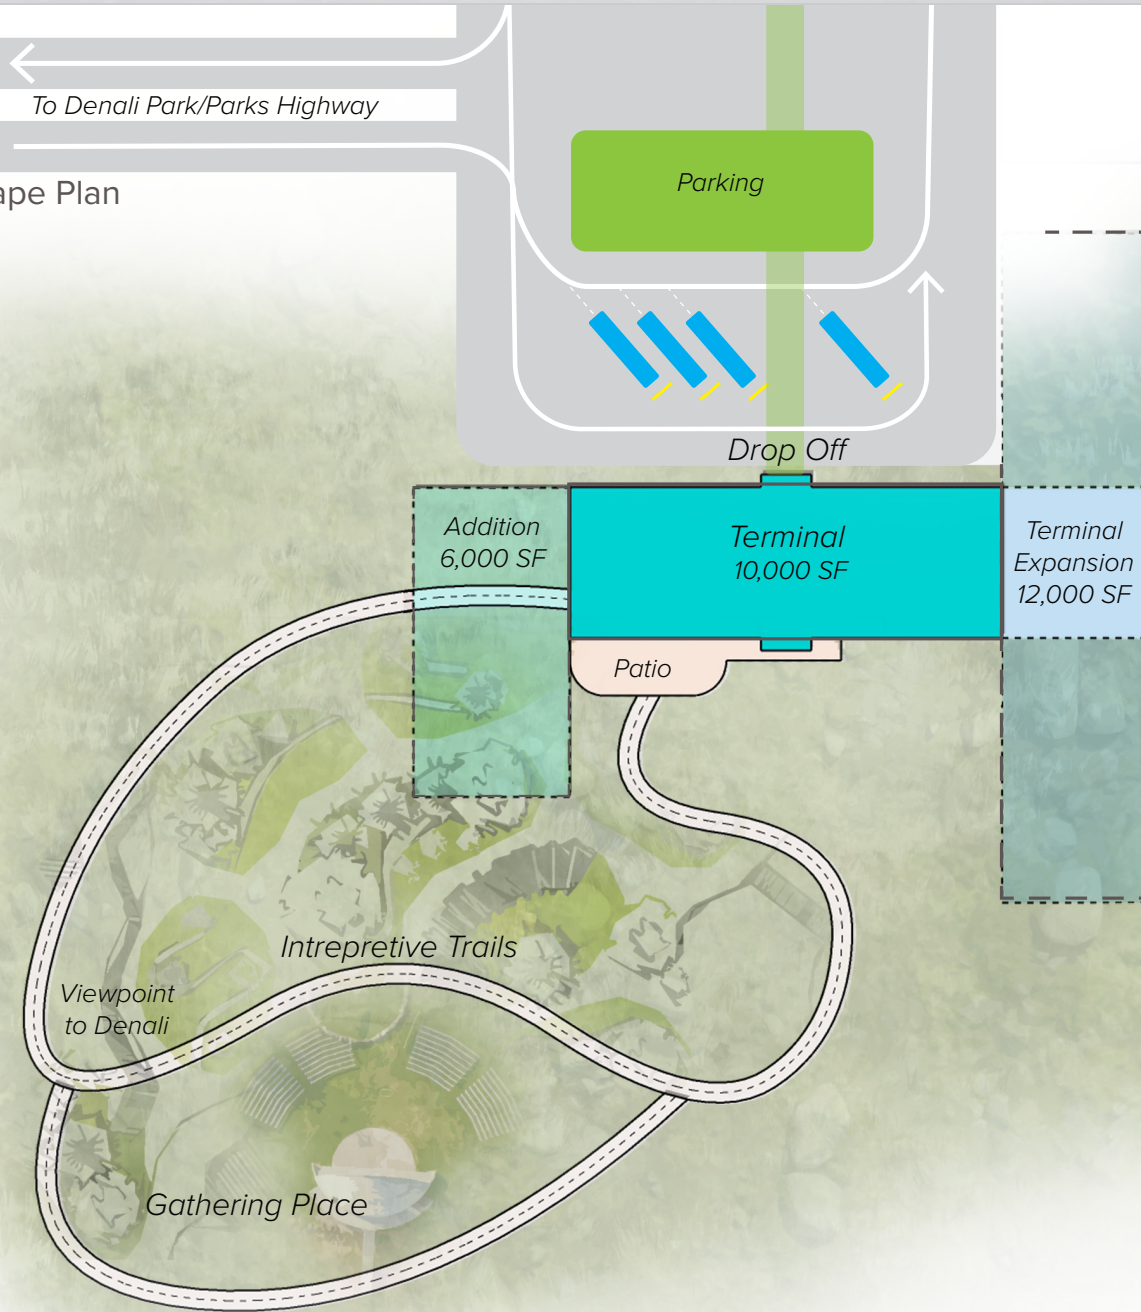 To Denali Park/Parks Highway
ape Plan
Parking
Drop Off
Addition
6,000 SF
Terminal
10,000 SF
Terminal
Expansion
12,000 SF
Patio
Intrepretive Trails
Viewpoint
to Denali
Gathering Place